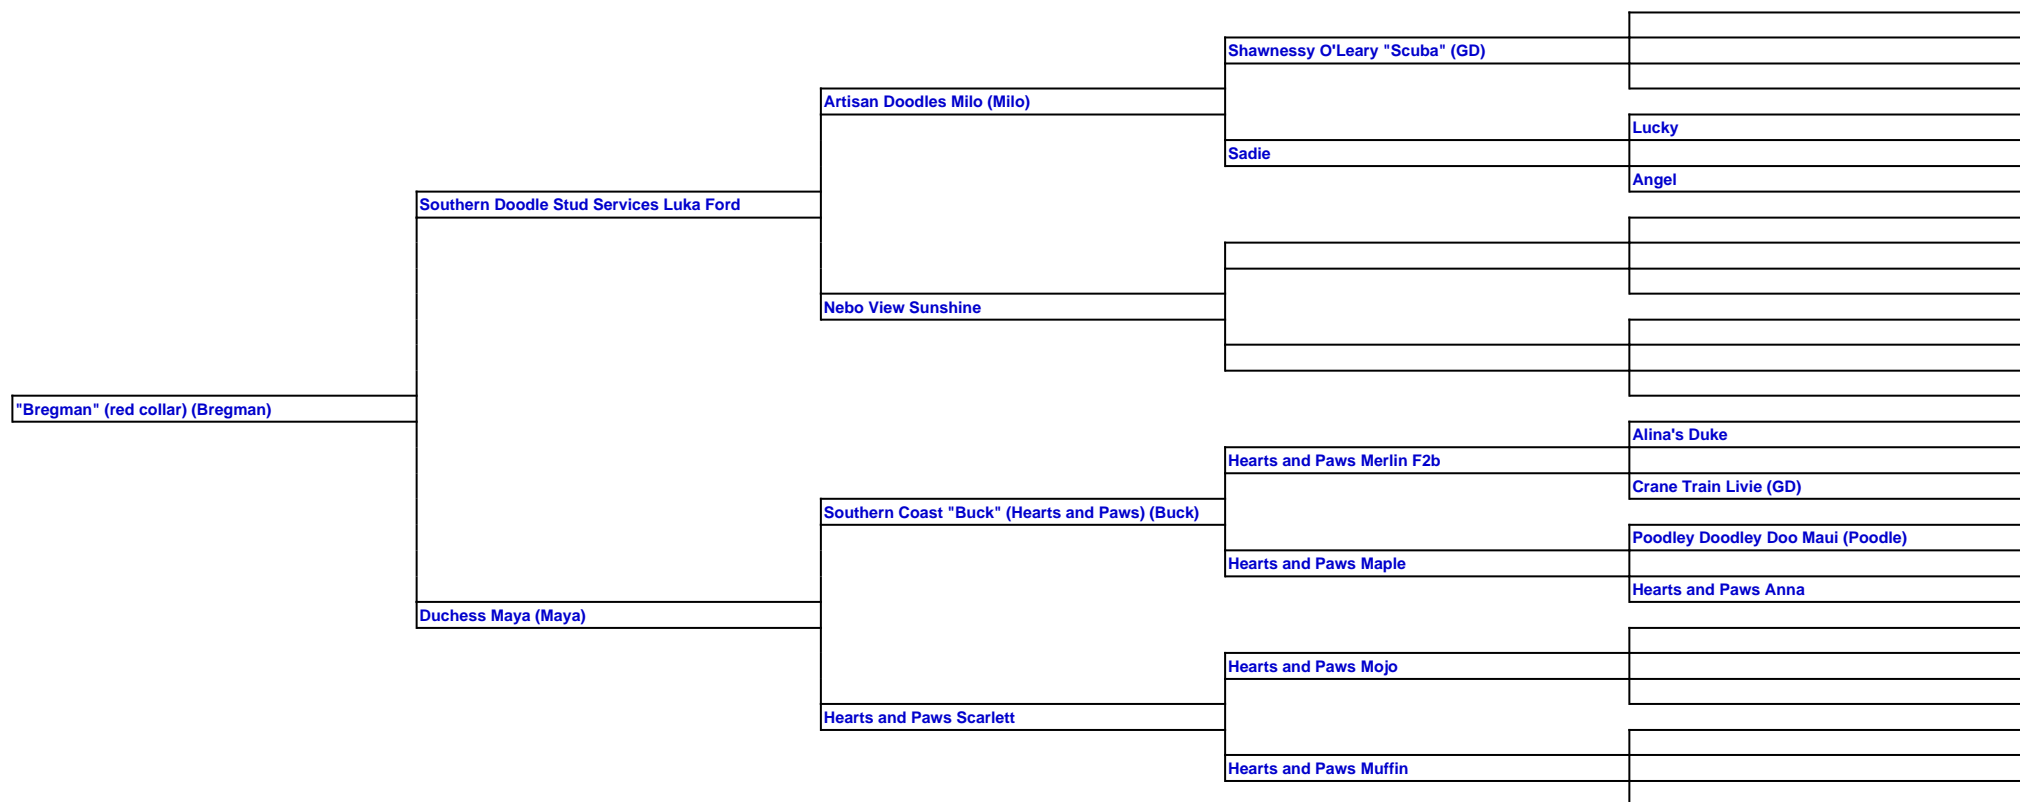 Shawnessy O'Leary "Scuba" (GD)
Artisan Doodles Milo (Milo)
Lucky
Sadie
Angel
Southern Doodle Stud Services Luka Ford
Nebo View Sunshine
"Bregman" (red collar) (Bregman)
Alina's Duke
Hearts and Paws Merlin F2b
Crane Train Livie (GD)
Southern Coast "Buck" (Hearts and Paws) (Buck)
Poodley Doodley Doo Maui (Poodle)
Hearts and Paws Maple
Hearts and Paws Anna
Duchess Maya (Maya)
Hearts and Paws Mojo
Hearts and Paws Scarlett
Hearts and Paws Muffin